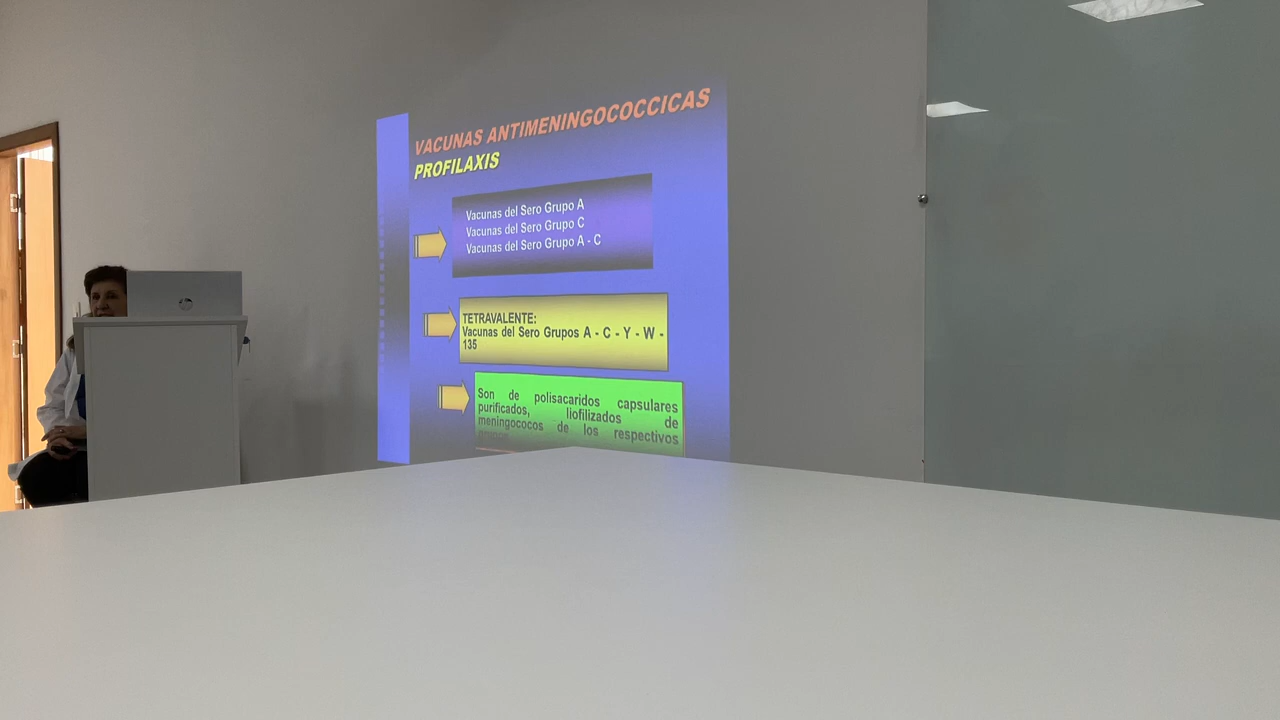 VACUNAS ANTIMENINGOCOCCICAS
PROFILAXIS
Vacunas del Sero Grupo A
Vacunas del Sero Grupo C
Vacunas del Sero Grupo A - C
TETRAVALENTE:
Vacunas del Sero Grupos A - C - Y - W -
135
Son de polisacaridos capsulares
purificados, liofilizados de
meningococos de los respectivos